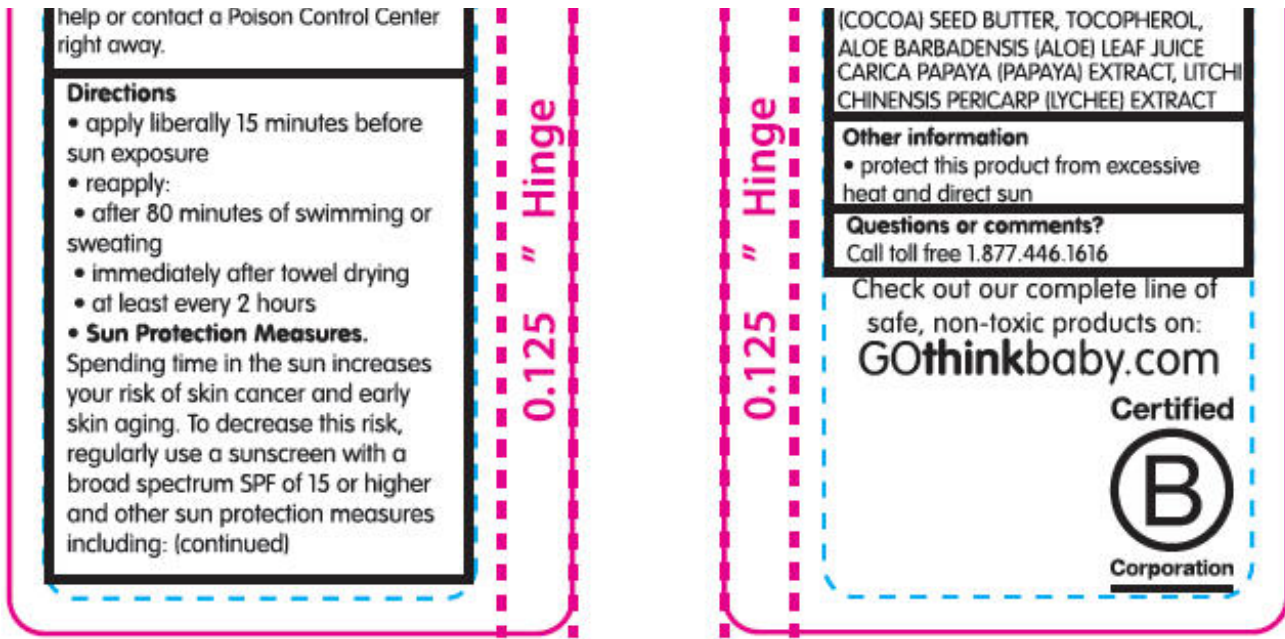 help or contact a Poison Control Center
right away.
Directions
• apply liberally 15 minutes before
sun exposure
• reapply:
• after 80 minutes of swimming or
sweating
• immediately after towel drying
• at least every 2 hours
• Sun Protection Measures.
Spending time in the sun increases
your risk of skin cancer and early
skin aging. To decrease this risk,
regularly use a sunscreen with a
broad spectrum SPF of 15 or higher
and other sun protection measures
including: (continued)
0.125 " Hinge
0.125 " Hinge
(COCOA) SEED BUTTER, TOCOPHEROL,
ALOE BARBADENSIS (ALOE) LEAF JUICE
CARICA PAPAYA (PAPAYA) EXTRACT, LITCHI
CHINENSIS PERICARP (LYCHEE) EXTRACT
Other information
• protect this product from excessive
heat and direct sun
Questions or comments?
Call toll free 1.877.446.1616
Check out our complete line of
safe, non-toxic products on:
GOthinkbaby.com
Certified
B
Corporation